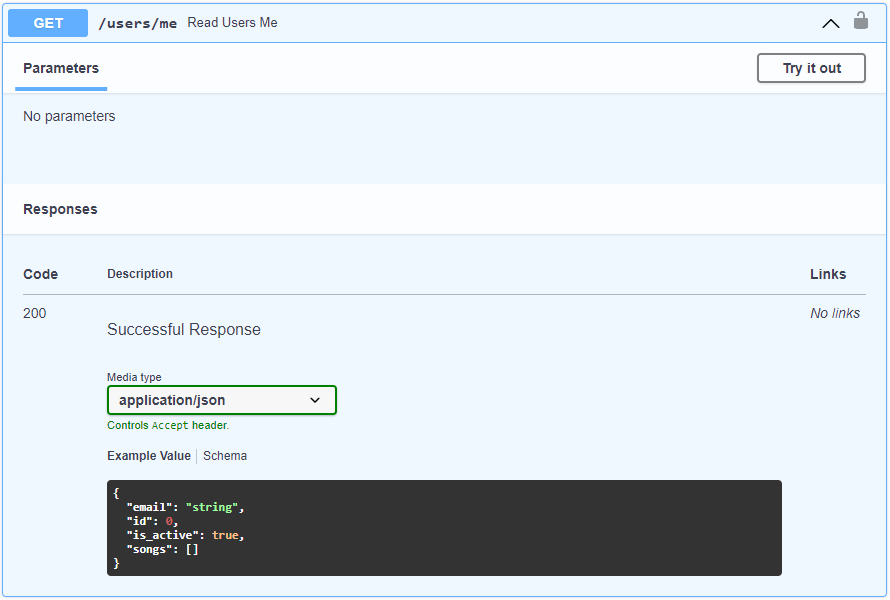 GET /users/me Read Users Me
Parameters Try it out
No parameters
Responses
Code Description Links
200 No links
Successful Response
Media type
application/json
Controls Accept header.
Example Value Schema
{
  "email": "string",
  "id": 0,
  "is_active": true,
  "songs": []
}